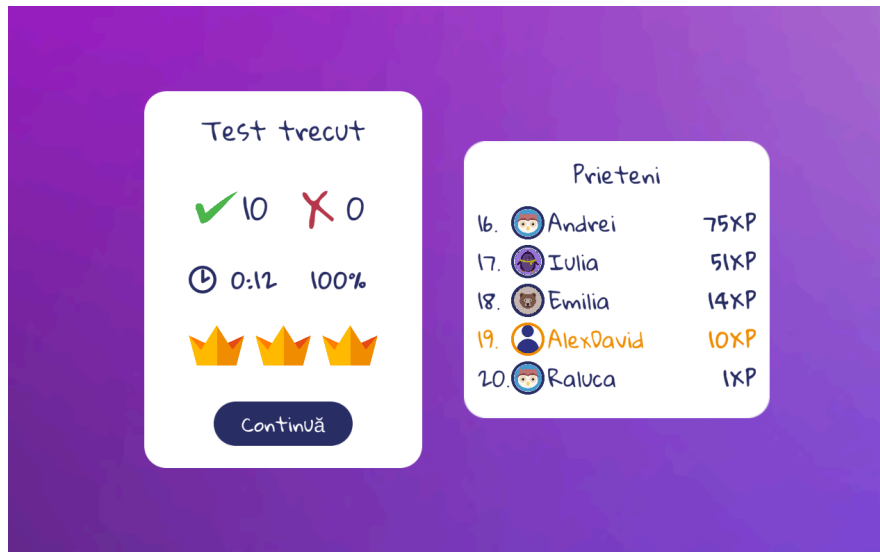 Test trecut
10 0
0:12 100%
Continuă
Prieteni
16. Andrei 75XP
17. Iulia 51XP
18. Emilia 14XP
19. AlexDavid 10XP
20. Raluca 1XP